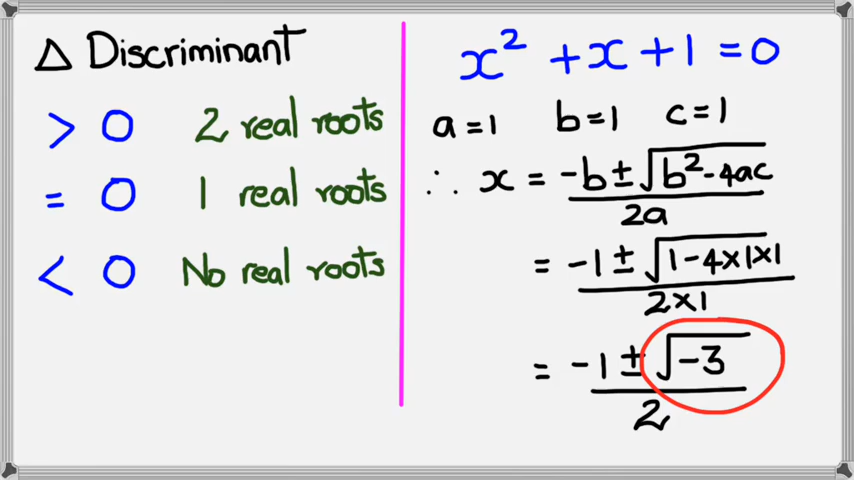 △ Discriminant
> 0 2 real roots
= 0 1 real roots
< 0 No real roots
x² + x + 1 = 0
a = 1 b = 1 c = 1
∴ x = -b ± √(b² - 4ac) / 2a
= -1 ± √(1 - 4×1×1) / 2×1
= -1 ± √(-3) / 2